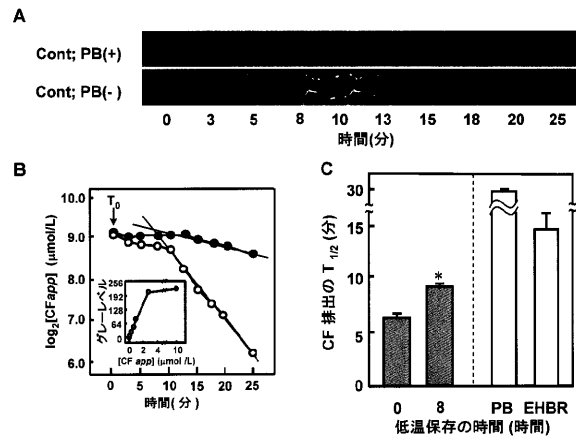 A
Cont; PB(+)
Cont; PB(-)
0 3 5 8 10 13 15 18 20 25
時間(分)
B
T0
10.0
9.0
8.0
7.0
6.0
log2[CFapp] (μmol/L)
グレーレベル
256
192
128
64
0
0 2 4 6 8 10
[CF app] (μmol /L)
0 5 10 15 20 25
時間( 分 )
C
CF 排出の T 1/2 (分)
30
15
10
5
0
*
0 8 PB EHBR
低温保存の時間 (時間)